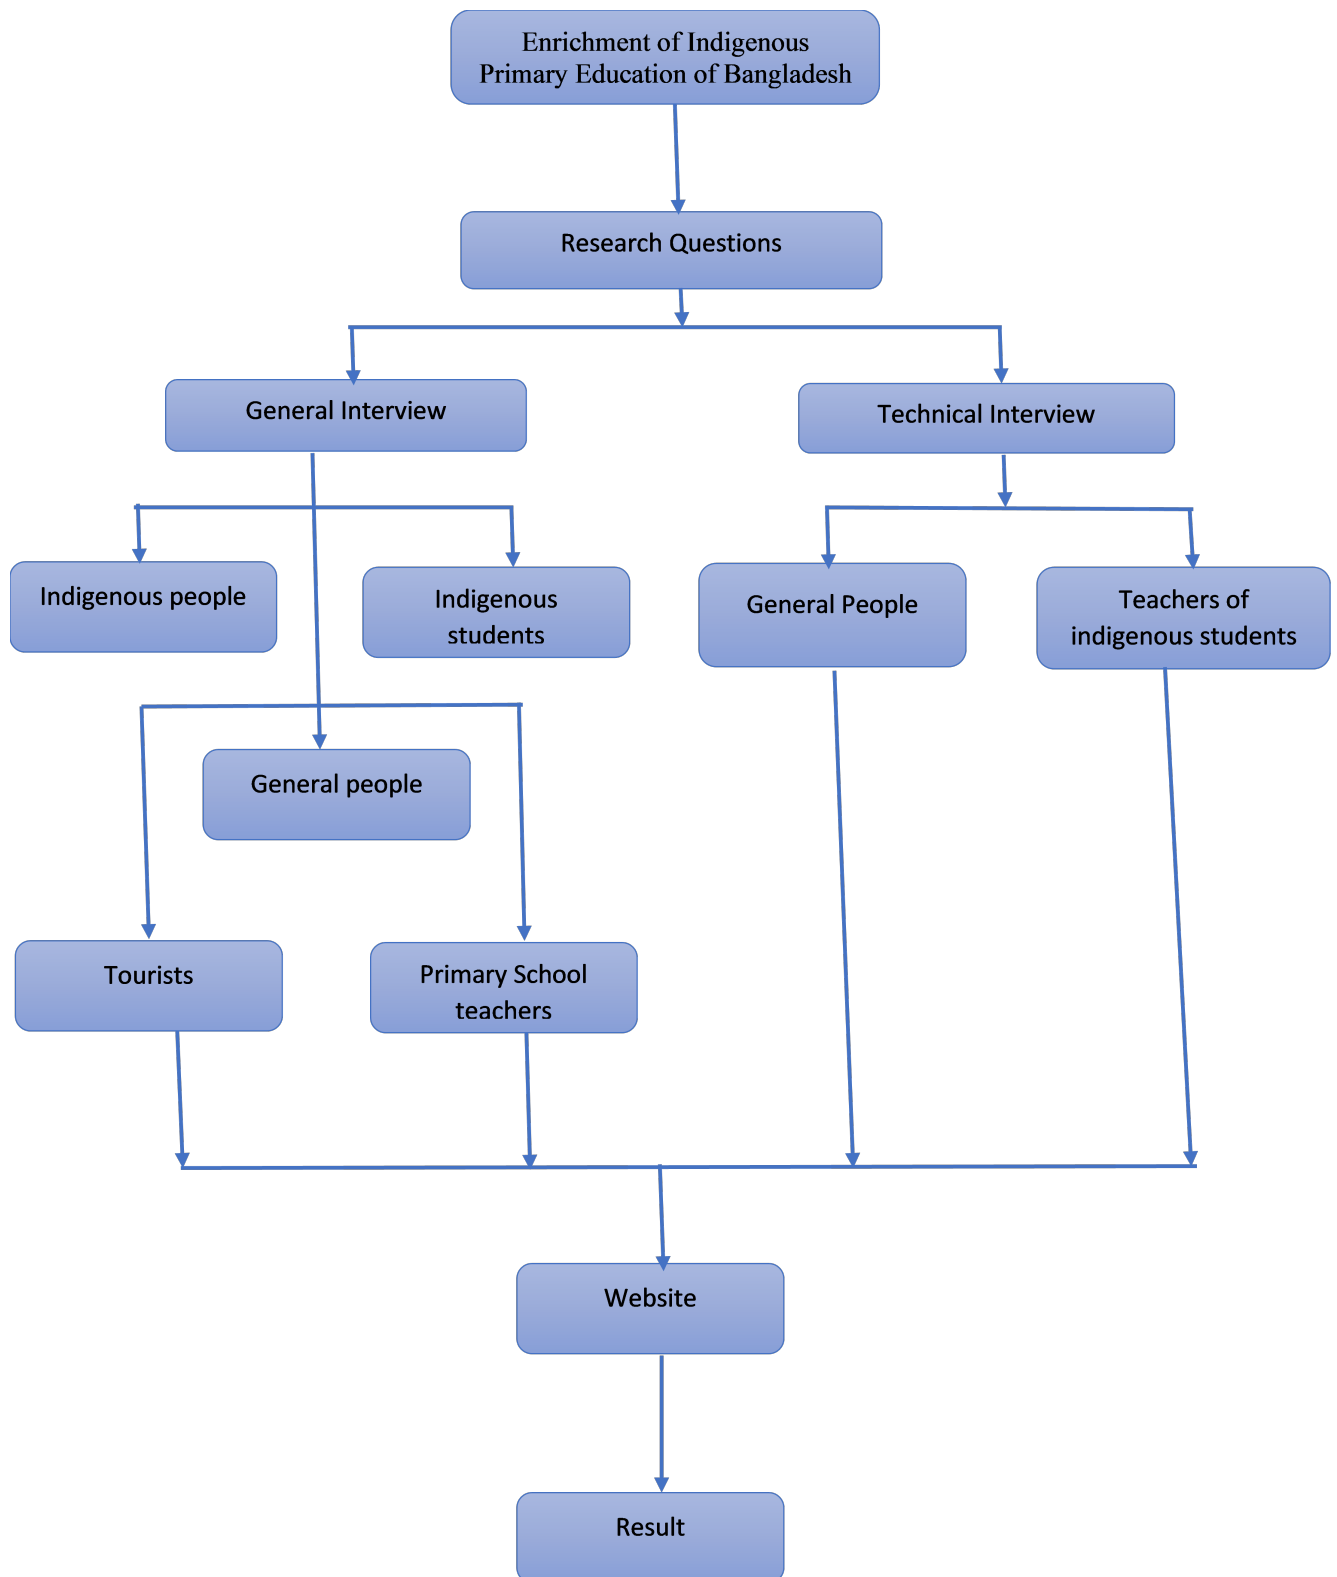 Enrichment of Indigenous
Primary Education of Bangladesh
Research Questions
General Interview
Technical Interview
Indigenous people
Indigenous
students
General People
Teachers of
indigenous students
General people
Tourists
Primary School
teachers
Website
Result